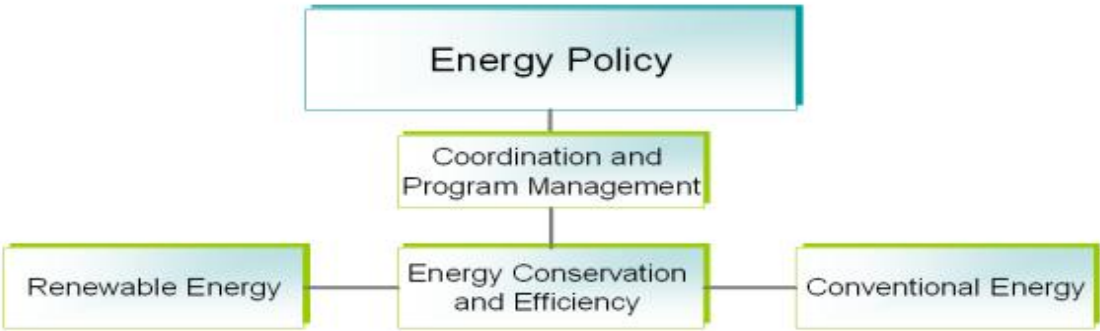 Energy Policy
Coordination and
Program Management
Renewable Energy
Energy Conservation
and Efficiency
Conventional Energy